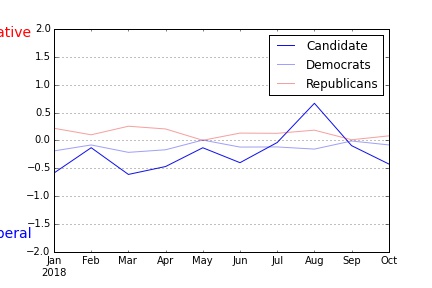 2.0
ative
1.5
1.0
0.5
0.0
−0.5
−1.0
−1.5
beral
−2.0
Candidate
Democrats
Republicans
Jan Feb Mar Apr May Jun Jul Aug Sep Oct
2018